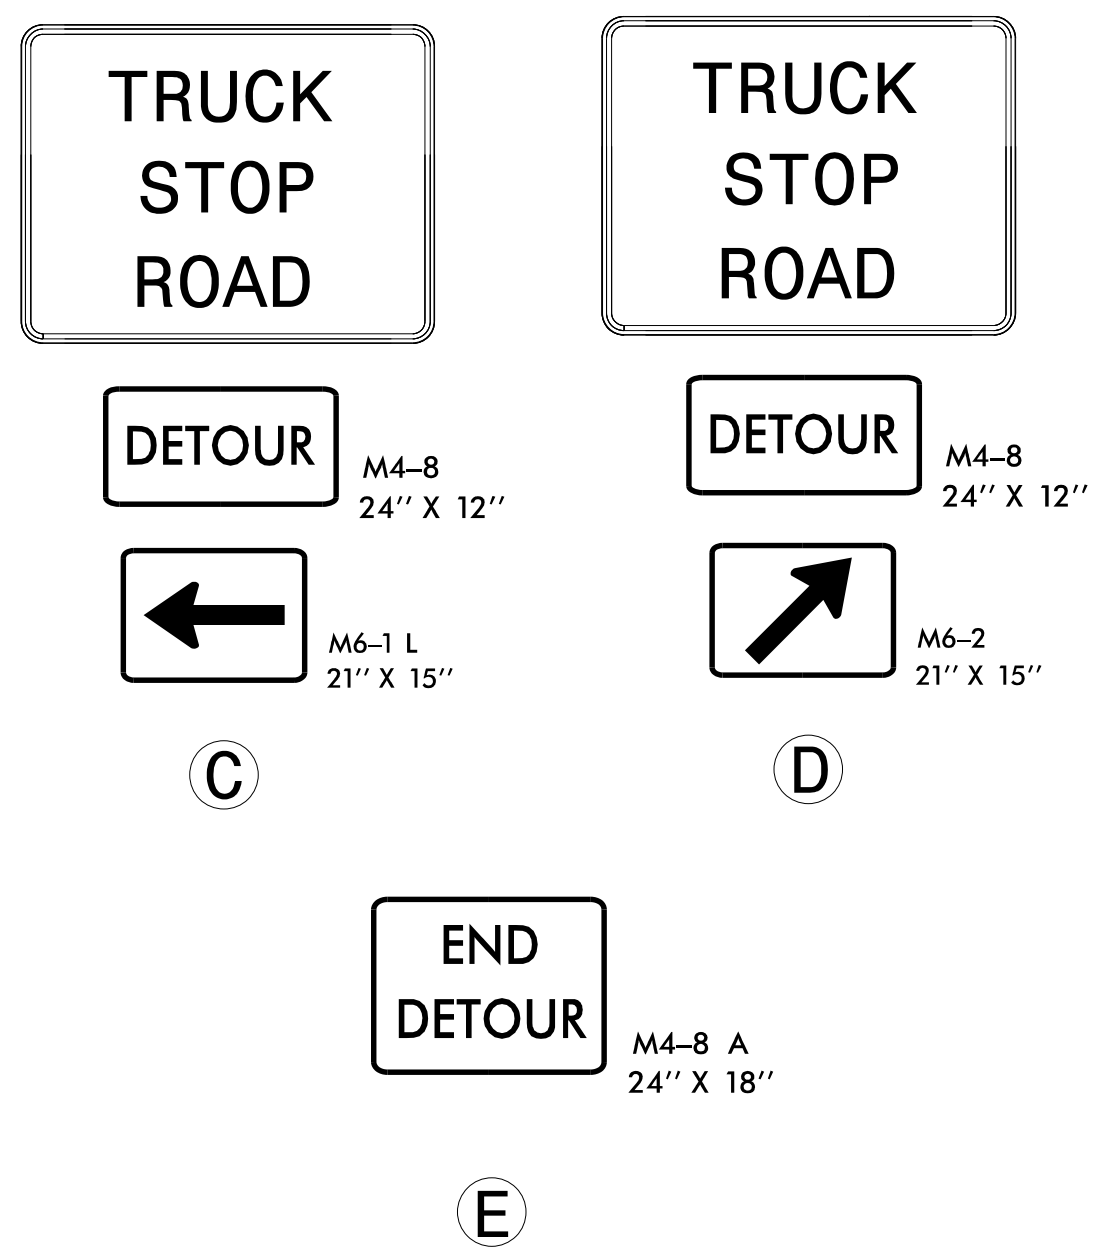 TRUCK
STOP
ROAD
DETOUR
M4–8
24′′ X 12′′
M6–1 L
21′′ X 15′′
C
TRUCK
STOP
ROAD
DETOUR
M4–8
24′′ X 12′′
M6–2
21′′ X 15′′
D
END
DETOUR
M4–8 A
24′′ X 18′′
E